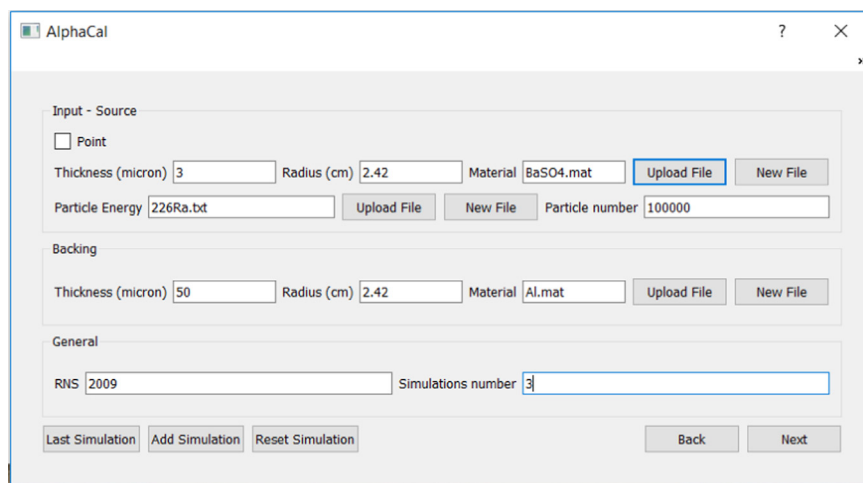 AlphaCal ?
»
Input - Source
Point
Thickness (micron) 3 Radius (cm) 2.42 Material BaSO4.mat Upload File New File
Particle Energy 226Ra.txt Upload File New File Particle number 100000
Backing
Thickness (micron) 50 Radius (cm) 2.42 Material Al.mat Upload File New File
General
RNS 2009 Simulations number 3
Last Simulation Add Simulation Reset Simulation Back Next